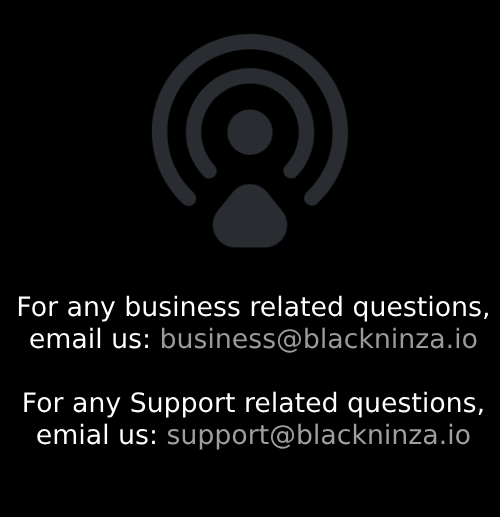 For any business related questions,
email us: business@blackninza.io
For any Support related questions,
emial us: support@blackninza.io